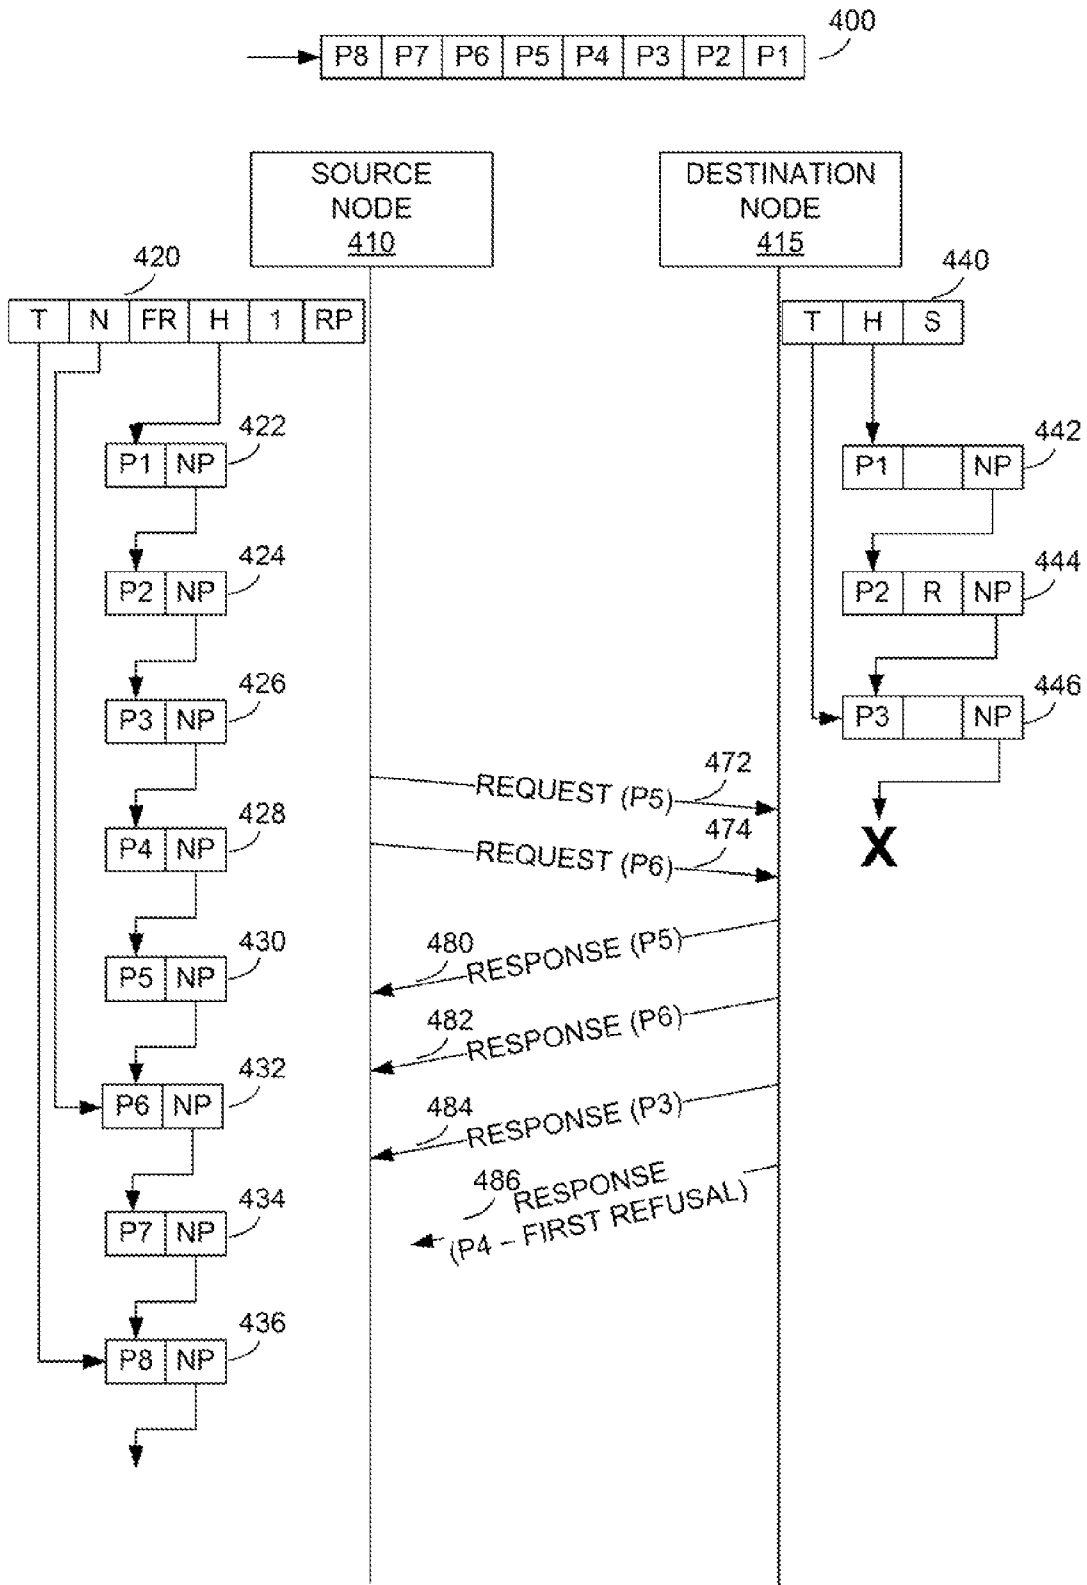 400
P8 P7 P6 P5 P4 P3 P2 P1
SOURCE
NODE
410
DESTINATION
NODE
415
420
T N FR H 1 RP
440
T H S
422
P1 NP
442
P1 NP
424
P2 NP
444
P2 R NP
426
P3 NP
446
P3 NP
472
REQUEST (P5)
428
P4 NP
474
REQUEST (P6)
X
430
P5 NP
480
RESPONSE (P5)
432
P6 NP
482
RESPONSE (P6)
484
RESPONSE (P3)
434
P7 NP
486
RESPONSE
(P4 – FIRST REFUSAL)
436
P8 NP